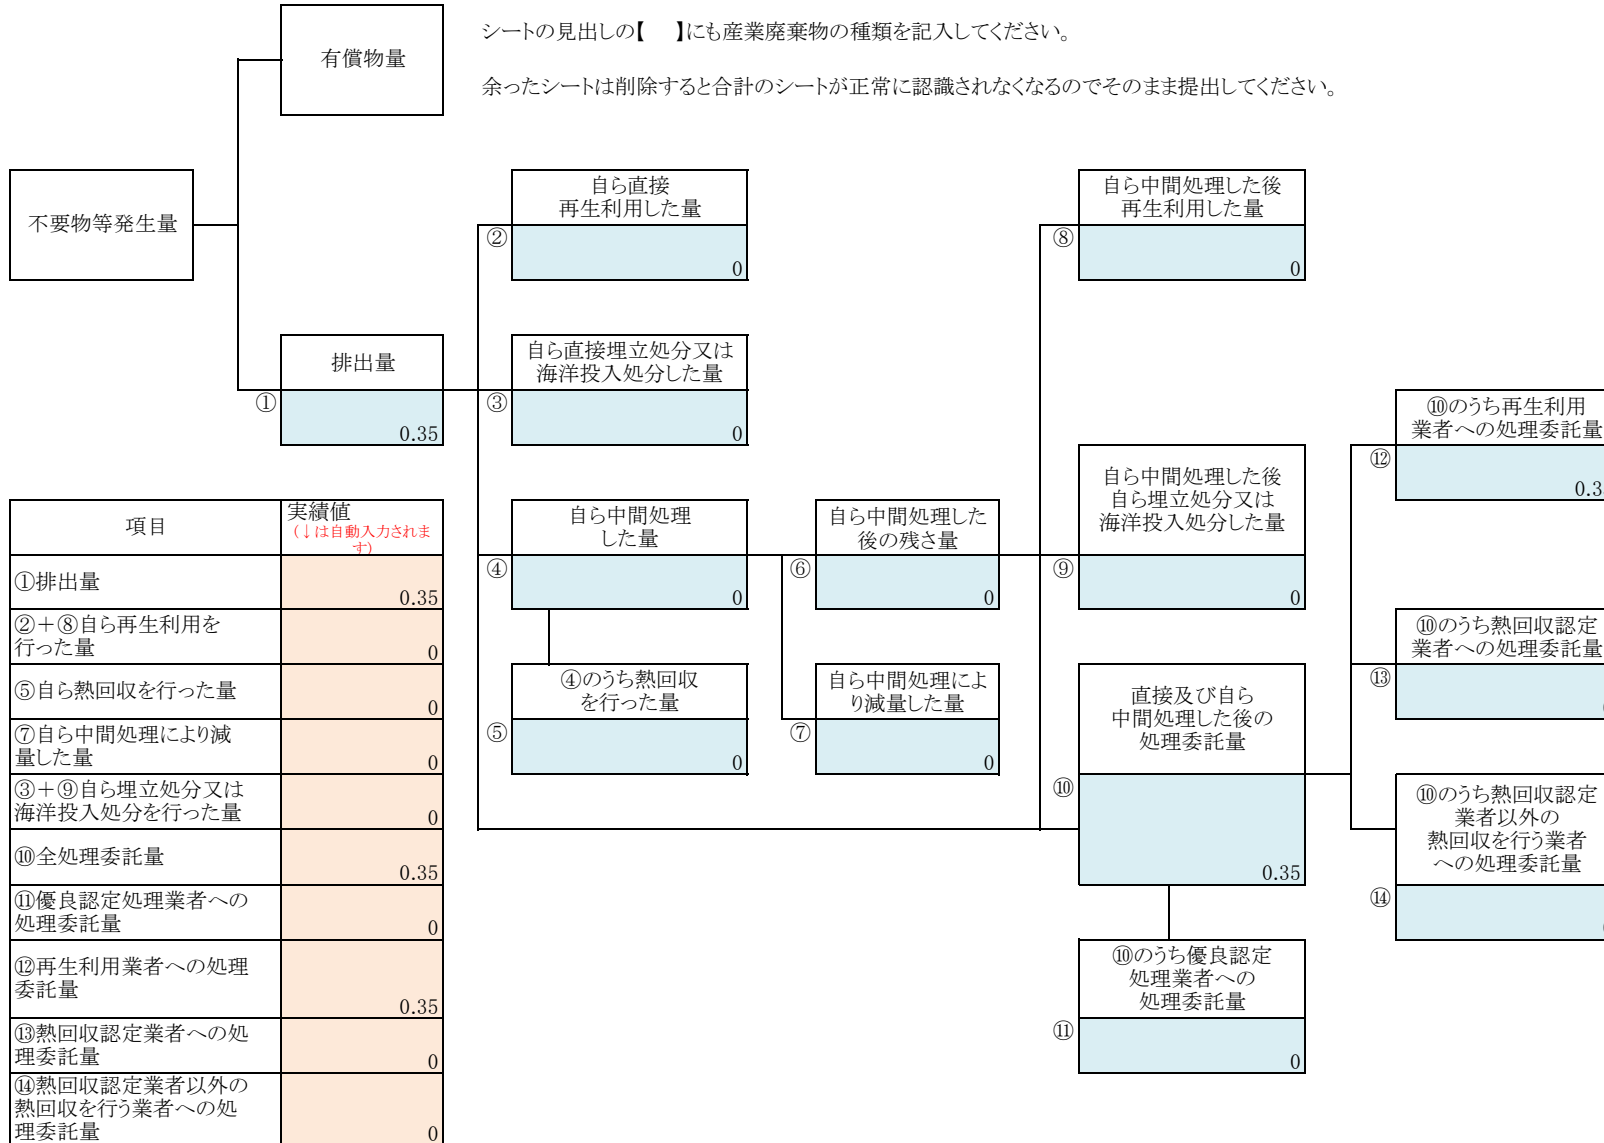 有償物量
シートの見出しの【　】にも産業廃棄物の種類を記入してください。
余ったシートは削除すると合計のシートが正常に認識されなくなるのでそのまま提出してください。
不要物等発生量
自ら直接
再生利用した量
②
0
自ら中間処理した後
再生利用した量
⑧
0
排出量
①
0.35
自ら直接埋立処分又は
海洋投入処分した量
③
0
⑩のうち再生利用
業者への処理委託量
⑫
自ら中間処理
した量
④
0
自ら中間処理した
後の残さ量
⑥
0
自ら中間処理した後
自ら埋立処分又は
海洋投入処分した量
⑨
0
⑩のうち熱回収認定
業者への処理委託量
⑬
④のうち熱回収
を行った量
⑤
0
自ら中間処理によ
り減量した量
⑦
0
直接及び自ら
中間処理した後の
処理委託量
⑩
0.35
⑩のうち熱回収認定
業者以外の
熱回収を行う業者
への処理委託量
⑭
⑩のうち優良認定
処理業者への
処理委託量
⑪
0
項目
実績値
（↓は自動入力されま
す）
①排出量
0.35
②＋⑧自ら再生利用を
行った量
0
⑤自ら熱回収を行った量
0
⑦自ら中間処理により減
量した量
0
③＋⑨自ら埋立処分又は
海洋投入処分を行った量
0
⑩全処理委託量
0.35
⑪優良認定処理業者への
処理委託量
0
⑫再生利用業者への処理
委託量
0.35
⑬熱回収認定業者への処
理委託量
0
⑭熱回収認定業者以外の
熱回収を行う業者への処
理委託量
0